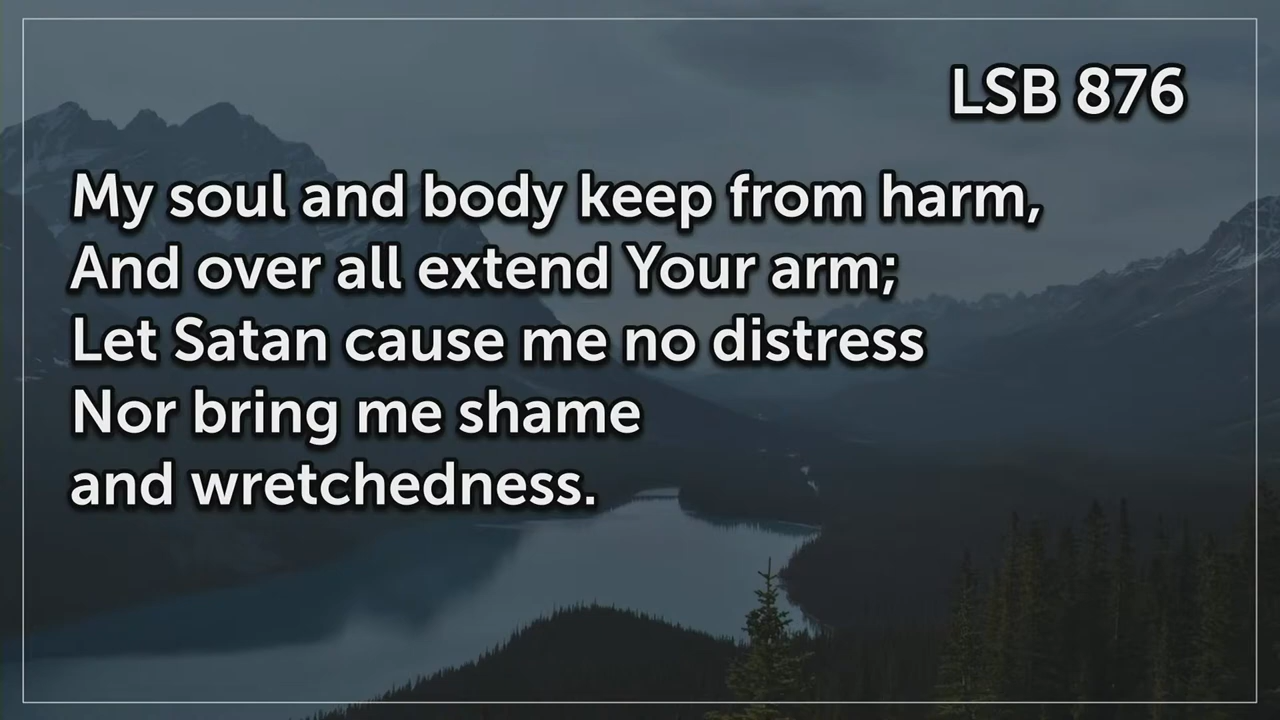 LSB 876
My soul and body keep from harm,
And over all extend Your arm;
Let Satan cause me no distress
Nor bring me shame
and wretchedness.